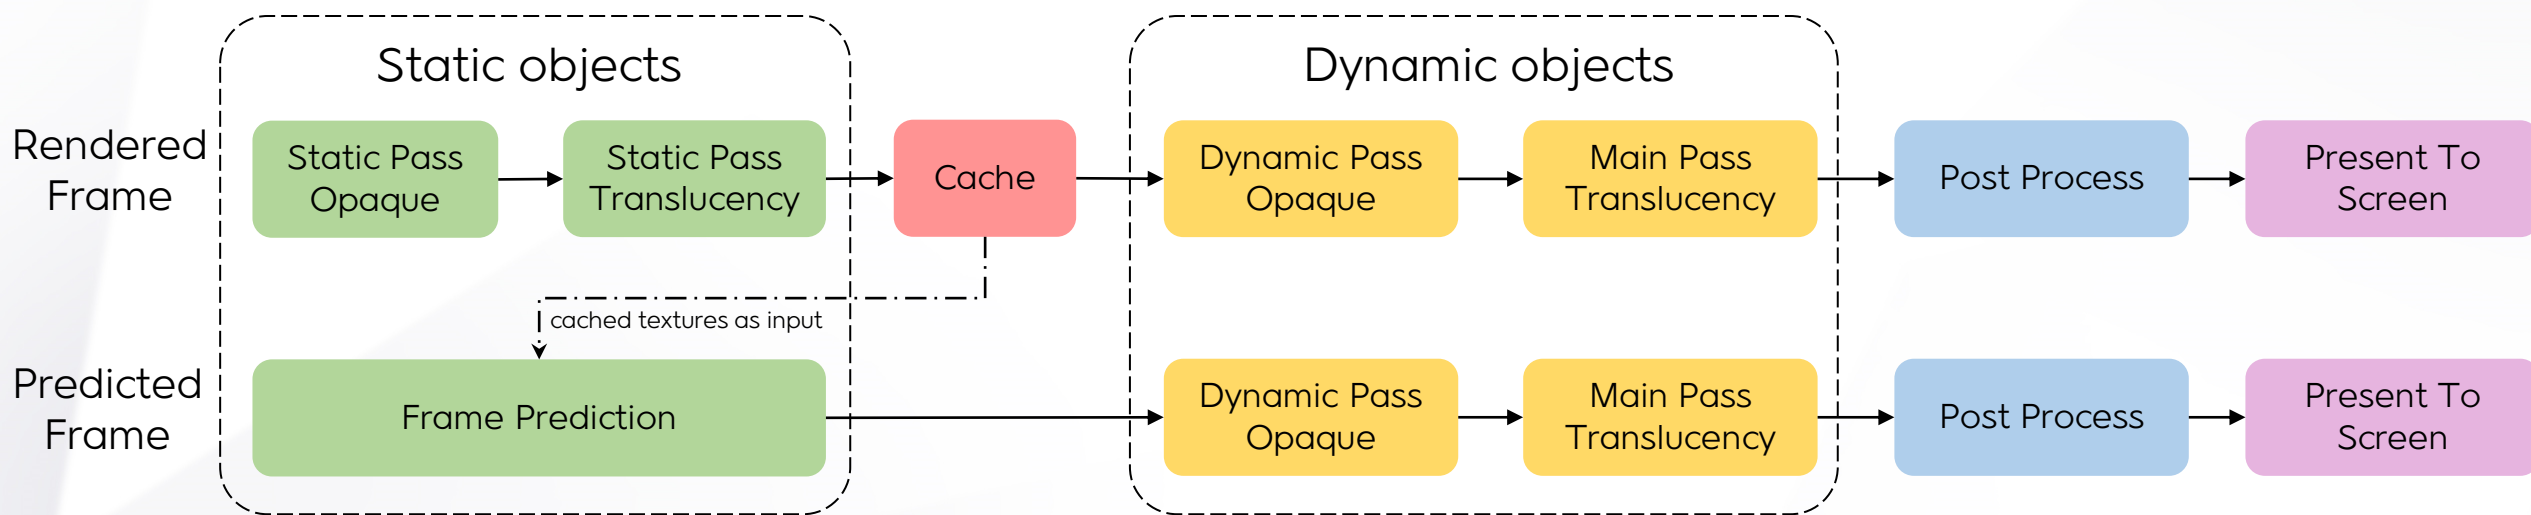 Static objects
Dynamic objects
Rendered
Frame
Static Pass
Opaque
Static Pass
Translucency
Cache
Dynamic Pass
Opaque
Main Pass
Translucency
Post Process
Present To
Screen
cached textures as input
Predicted
Frame
Frame Prediction
Dynamic Pass
Opaque
Main Pass
Translucency
Post Process
Present To
Screen